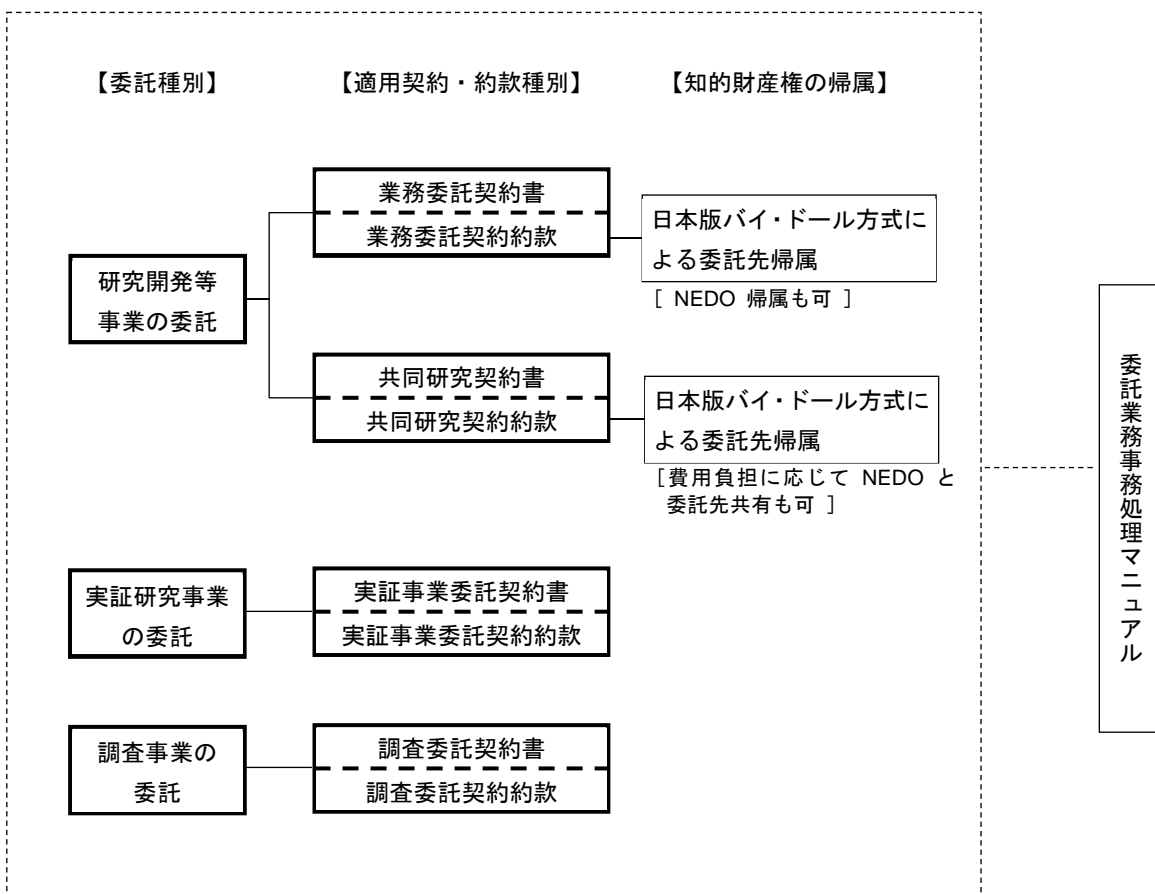 【委託種別】
【適用契約・約款種別】
【知的財産権の帰属】
研究開発等
事業の委託
業務委託契約書
業務委託契約約款
日本版バイ・ドール方式に
よる委託先帰属
[ NEDO 帰属も可 ]
共同研究契約書
共同研究契約約款
日本版バイ・ドール方式に
よる委託先帰属
[費用負担に応じて NEDO と
委託先共有も可 ]
実証研究事業
の委託
実証事業委託契約書
実証事業委託契約約款
調査事業の
委託
調査委託契約書
調査委託契約約款
委託業務事務処理マニュアル